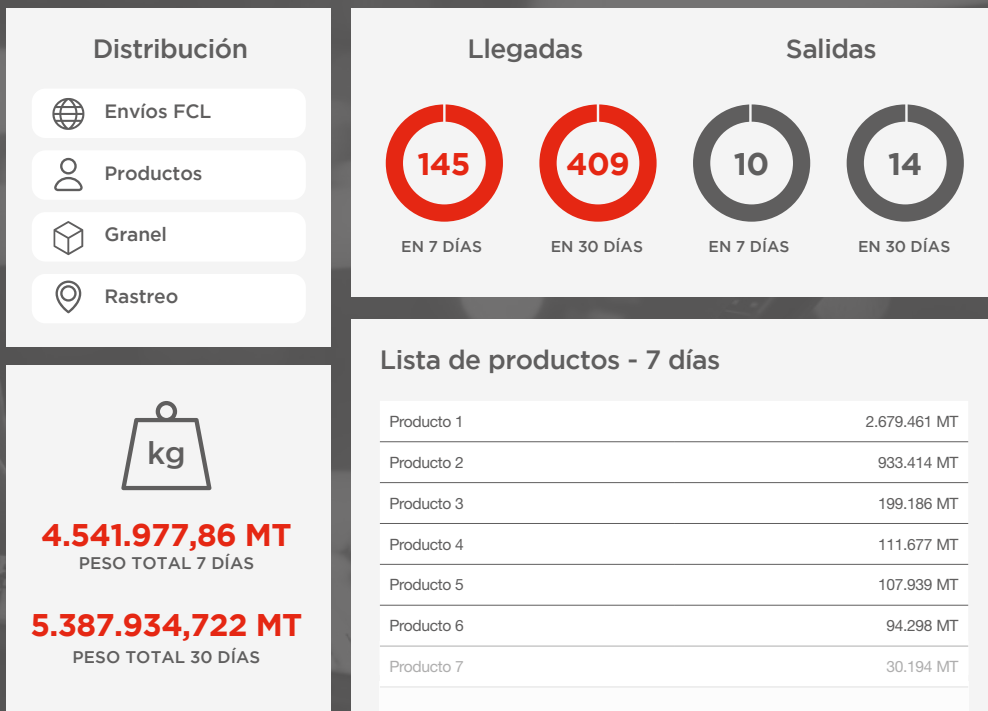 Distribución
Envíos FCL
Productos
Granel
Rastreo
Llegadas
Salidas
145
409
10
14
EN 7 DÍAS
EN 30 DÍAS
EN 7 DÍAS
EN 30 DÍAS
kg
4.541.977,86 MT
PESO TOTAL 7 DÍAS
5.387.934,722 MT
PESO TOTAL 30 DÍAS
Lista de productos - 7 días
Producto 1 2.679.461 MT
Producto 2 933.414 MT
Producto 3 199.186 MT
Producto 4 111.677 MT
Producto 5 107.939 MT
Producto 6 94.298 MT
Producto 7 30.194 MT